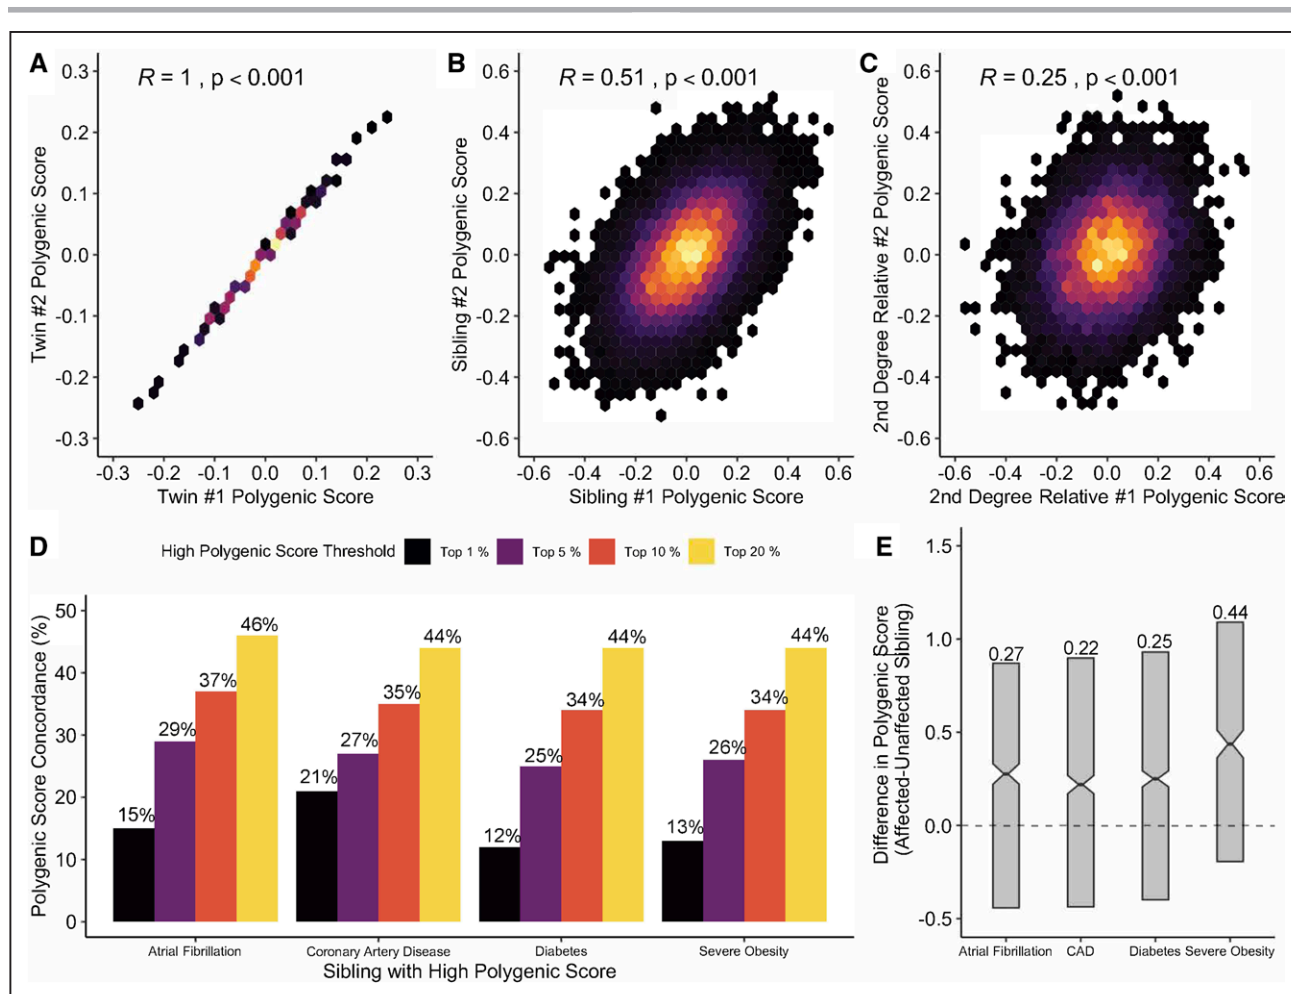 A
R = 1 , p < 0.001
0.3
0.2
0.1
0.0
-0.1
-0.2
-0.3
Twin #2 Polygenic Score
-0.3 -0.2 -0.1 0.0 0.1 0.2 0.3
Twin #1 Polygenic Score
B
R = 0.51 , p < 0.001
0.6
0.4
0.2
0.0
-0.2
-0.4
-0.6
Sibling #2 Polygenic Score
-0.6 -0.4 -0.2 0.0 0.2 0.4 0.6
Sibling #1 Polygenic Score
C
R = 0.25 , p < 0.001
0.6
0.4
0.2
0.0
-0.2
-0.4
-0.6
2nd Degree Relative #2 Polygenic Score
-0.6 -0.4 -0.2 0.0 0.2 0.4 0.6
2nd Degree Relative #1 Polygenic Score
D
High Polygenic Score Threshold Top 1 % Top 5 % Top 10 % Top 20 %
50
40
30
20
10
0
Polygenic Score Concordance (%)
15% 29% 37% 46%
21% 27% 35% 44%
12% 25% 34% 44%
13% 26% 34% 44%
Atrial Fibrillation Coronary Artery Disease Diabetes Severe Obesity
Sibling with High Polygenic Score
E
1.5
1.0
0.5
0.0
-0.5
Difference in Polygenic Score
(Affected-Unaffected Sibling)
0.27 0.22 0.25 0.44
Atrial Fibrillation CAD Diabetes Severe Obesity